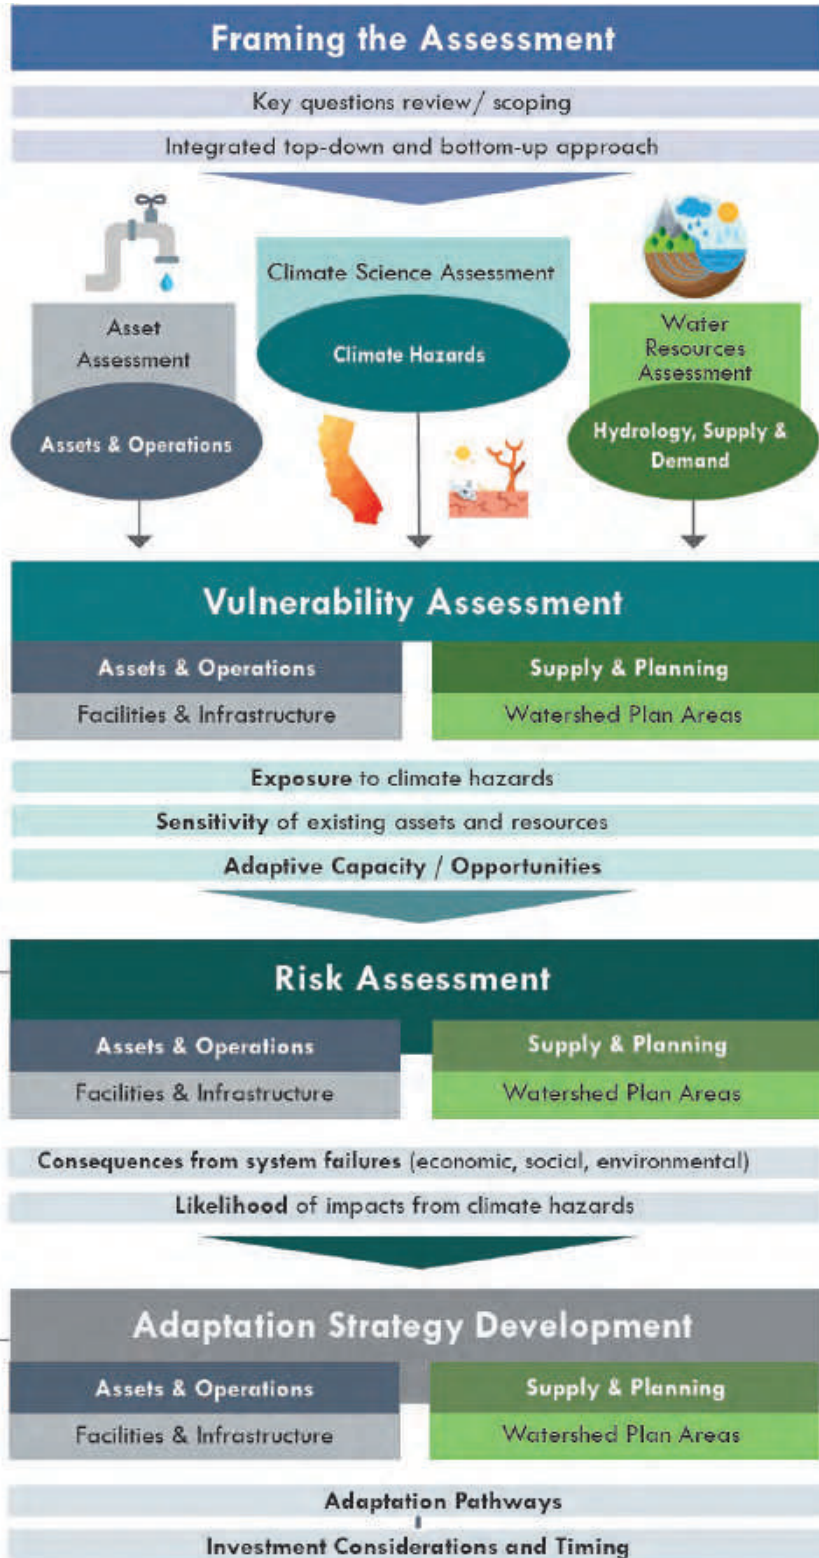 Framing the Assessment
Key questions review/ scoping
Integrated top-down and bottom-up approach
Climate Science Assessment
Climate Hazards
Asset
Assessment
Assets & Operations
Water
Resources
Assessment
Hydrology, Supply &
Demand
Vulnerability Assessment
Assets & Operations
Supply & Planning
Facilities & Infrastructure
Watershed Plan Areas
Exposure to climate hazards
Sensitivity of existing assets and resources
Adaptive Capacity / Opportunities
Risk Assessment
Assets & Operations
Supply & Planning
Facilities & Infrastructure
Watershed Plan Areas
Consequences from system failures (economic, social, environmental)
Likelihood of impacts from climate hazards
Adaptation Strategy Development
Assets & Operations
Supply & Planning
Facilities & Infrastructure
Watershed Plan Areas
Adaptation Pathways
Investment Considerations and Timing